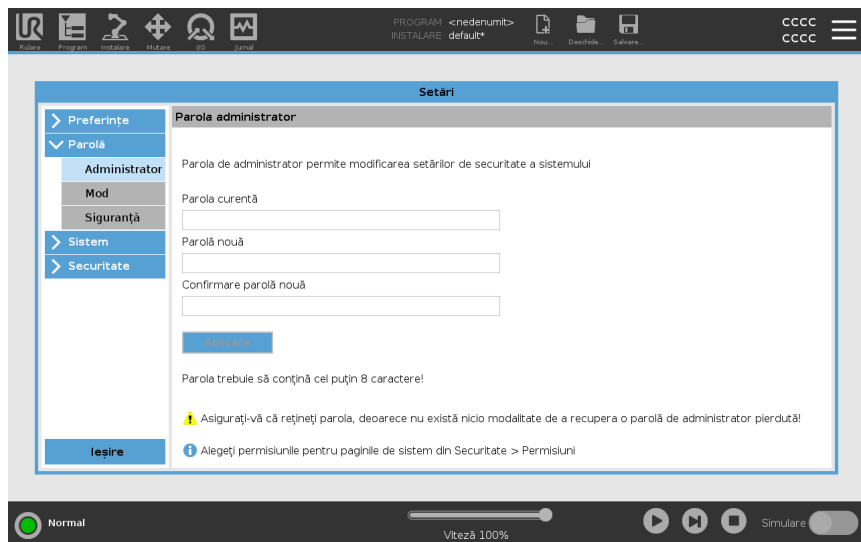 UR
PROGRAM <nedenumit>
INSTALARE default*
CCCC
CCCC
Rulare Program Instalare Mutare I/O Jurnal Nou... Deschide... Salvare...
Setări
Preferințe
Parolă
Administrator
Mod
Siguranță
Sistem
Securitate
Ieșire
Parola administrator
Parola de administrator permite modificarea setărilor de securitate a sistemului
Parola curentă
Parolă nouă
Confirmare parolă nouă
Aplicare
Parola trebuie să conțină cel puțin 8 caractere!
Asigurați-vă că rețineți parola, deoarece nu există nicio modalitate de a recupera o parolă de administrator pierdută!
Alegeți permisiunile pentru paginile de sistem din Securitate > Permisiuni
Normal
Viteză 100%
Simulare